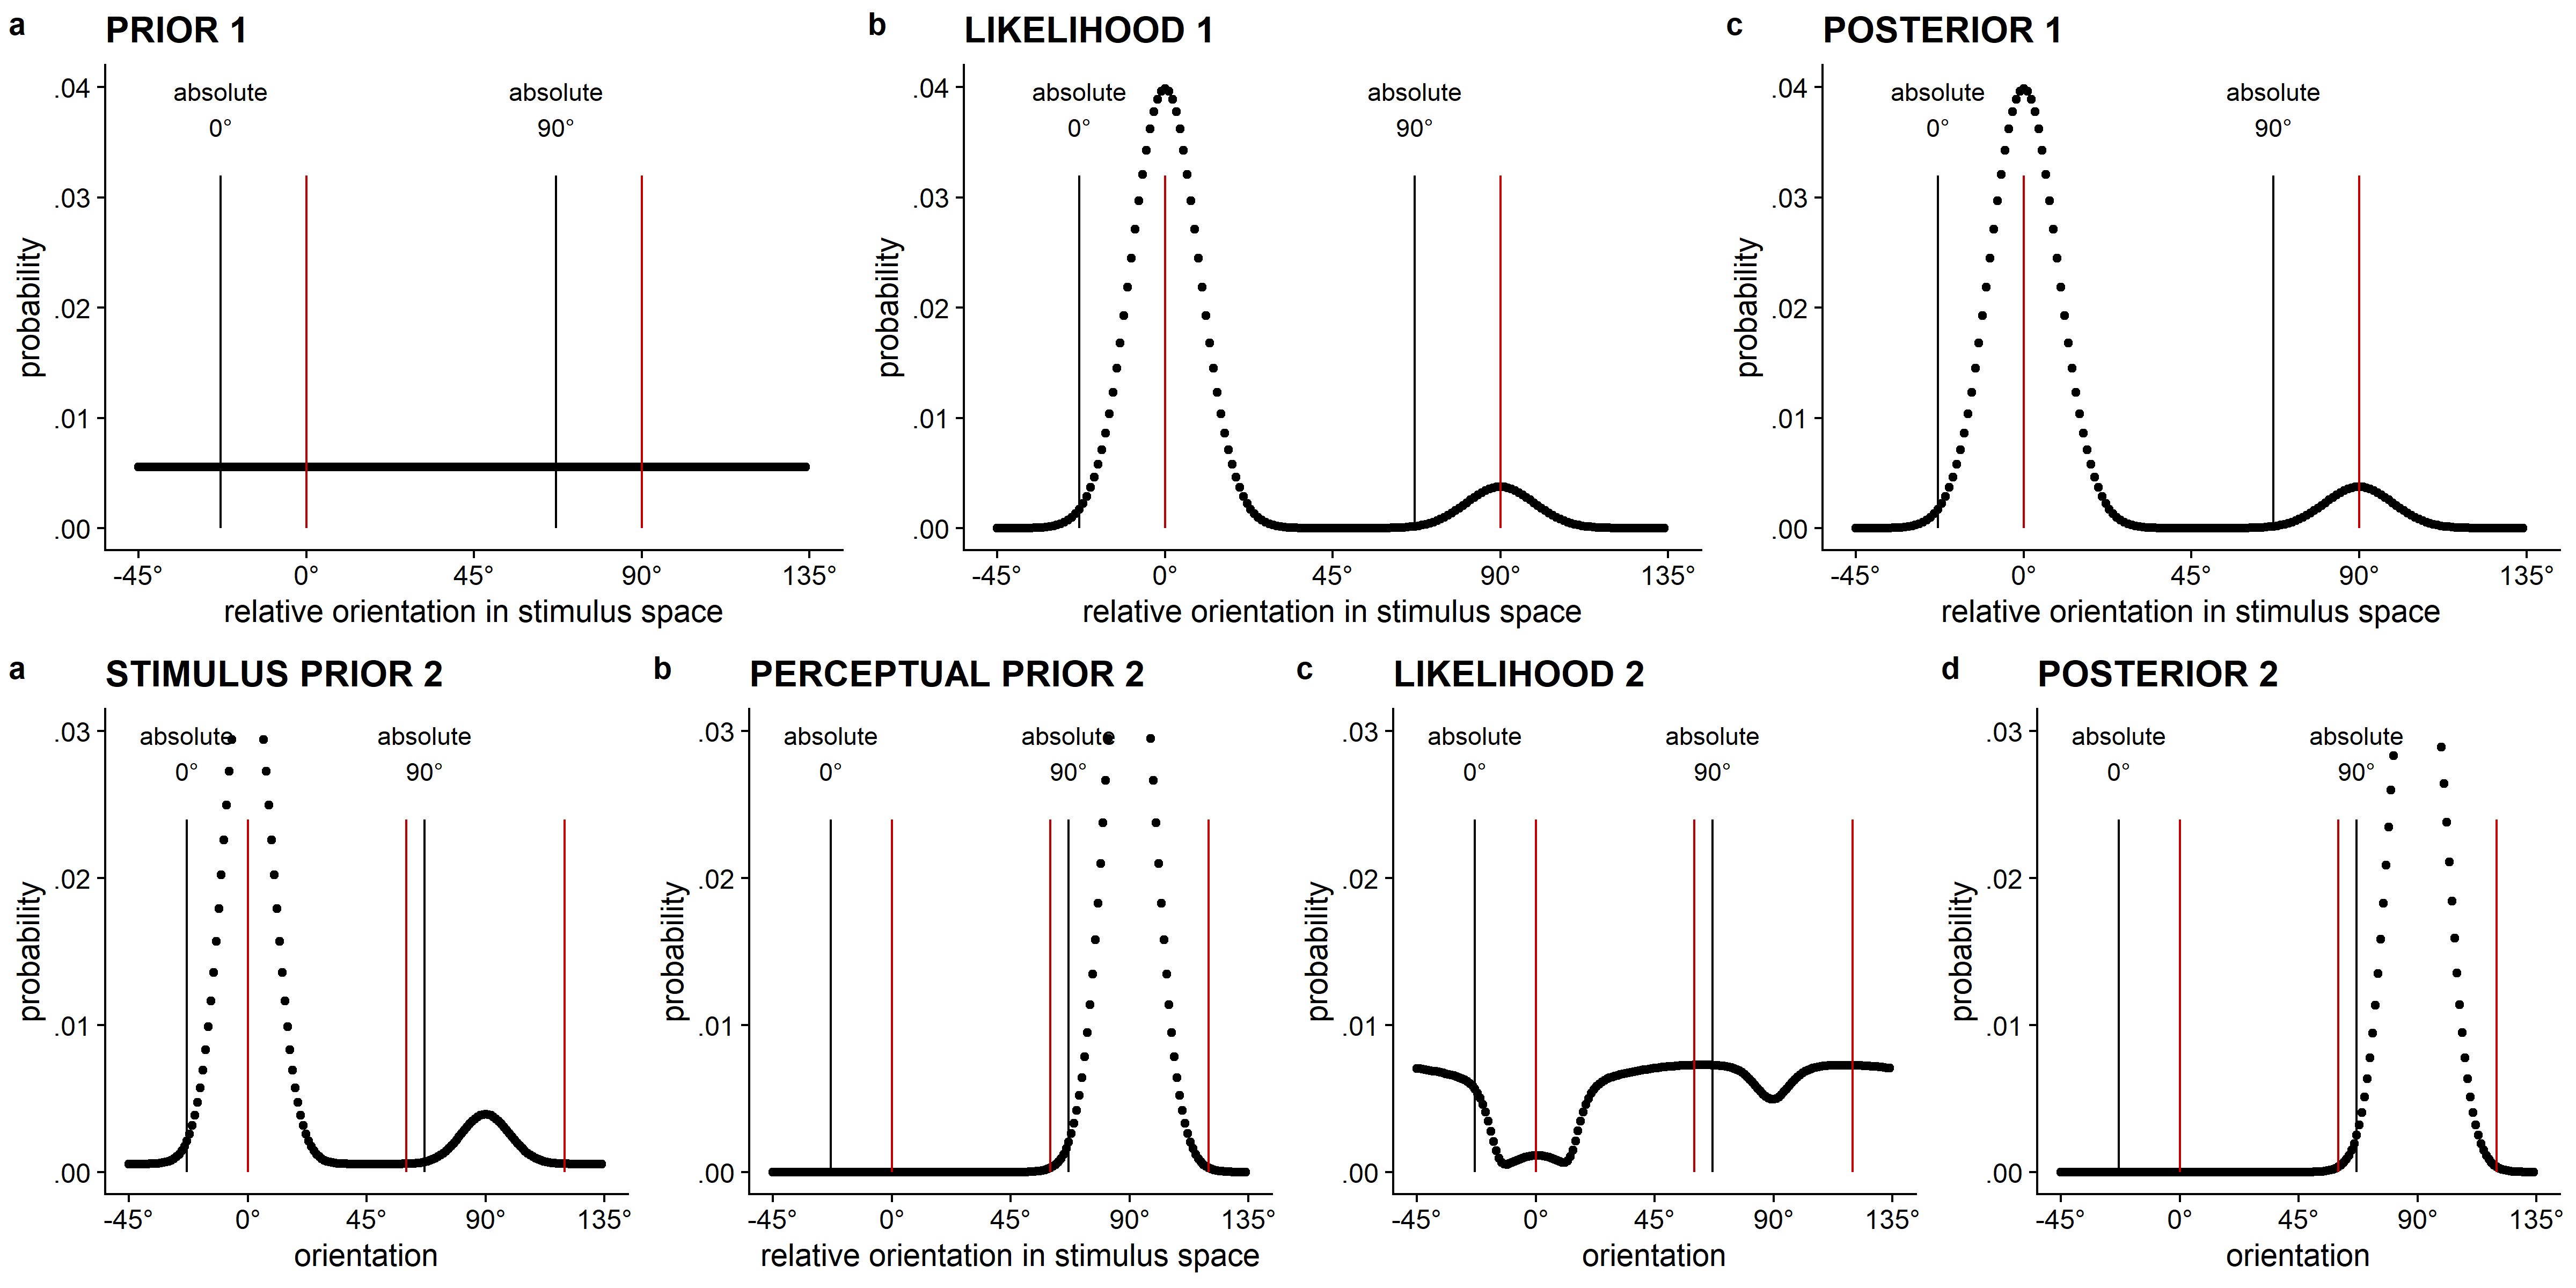 a PRIOR 1
absolute absolute
0° 90°
.04
.03
.02
.01
.00
probability
-45° 0° 45° 90° 135°
relative orientation in stimulus space
b LIKELIHOOD 1
absolute absolute
0° 90°
.04
.03
.02
.01
.00
probability
-45° 0° 45° 90° 135°
relative orientation in stimulus space
c POSTERIOR 1
absolute absolute
0° 90°
.04
.03
.02
.01
.00
probability
-45° 0° 45° 90° 135°
relative orientation in stimulus space
a STIMULUS PRIOR 2
absolute absolute
0° 90°
.03
.02
.01
.00
probability
-45° 0° 45° 90° 135°
orientation
b PERCEPTUAL PRIOR 2
absolute absolute
0° 90°
.03
.02
.01
.00
probability
-45° 0° 45° 90° 135°
relative orientation in stimulus space
c LIKELIHOOD 2
absolute absolute
0° 90°
.03
.02
.01
.00
probability
-45° 0° 45° 90° 135°
orientation
d POSTERIOR 2
absolute absolute
0° 90°
.03
.02
.01
.00
probability
-45° 0° 45° 90° 135°
orientation